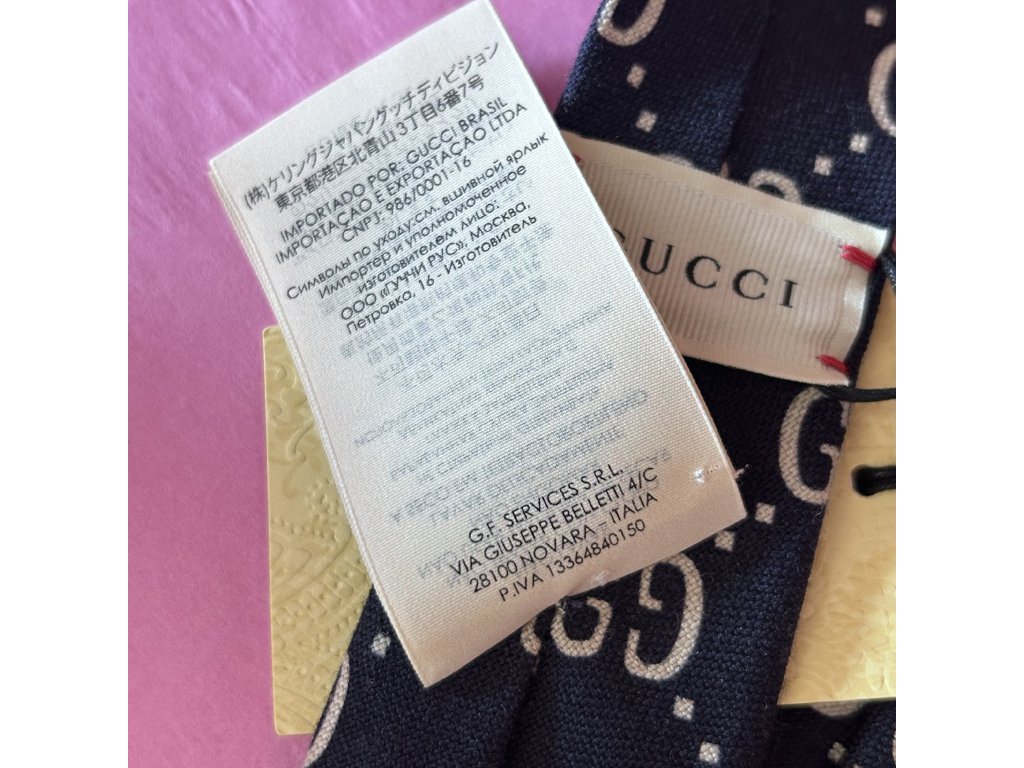 (株)ケリングジャパングッチディビジョン
東京都港区北青山3丁目6番7号
IMPORTADO POR: GUCCI BRASIL
IMPORTAÇAO E EXPORTAÇAO LTDA
CNPJ: 986/0001-16
Символы по уходу:см. вшивной ярлык
Импортер и уполномоченное
изготовителем лицо:
ООО «ГУЧЧИ РУС», Москва,
Петровка, 16 - Изготовитель
G.F. SERVICES S.R.L.
VIA GIUSEPPE BELLETTI 4/C
28100 NOVARA – ITALIA
P.IVA 13364840150
GUCCI